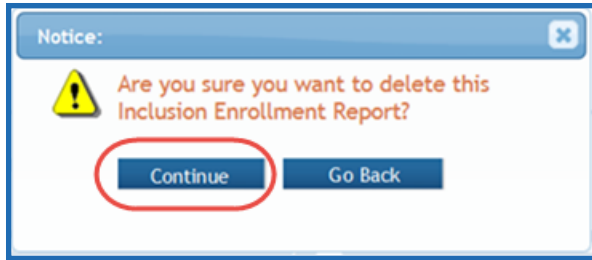 Notice:
Are you sure you want to delete this
Inclusion Enrollment Report?
Continue Go Back